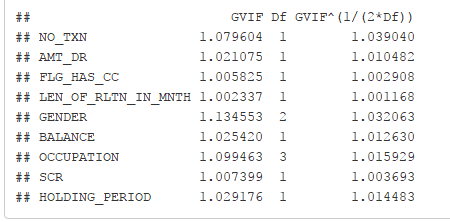 ## GVIF Df GVIF^(1/(2*Df))
## NO_TXN 1.079604 1 1.039040
## AMT_DR 1.021075 1 1.010482
## FLG_HAS_CC 1.005825 1 1.002908
## LEN_OF_RLTN_IN_MNTH 1.002337 1 1.001168
## GENDER 1.134553 2 1.032063
## BALANCE 1.025420 1 1.012630
## OCCUPATION 1.099463 3 1.015929
## SCR 1.007399 1 1.003693
## HOLDING_PERIOD 1.029176 1 1.014483